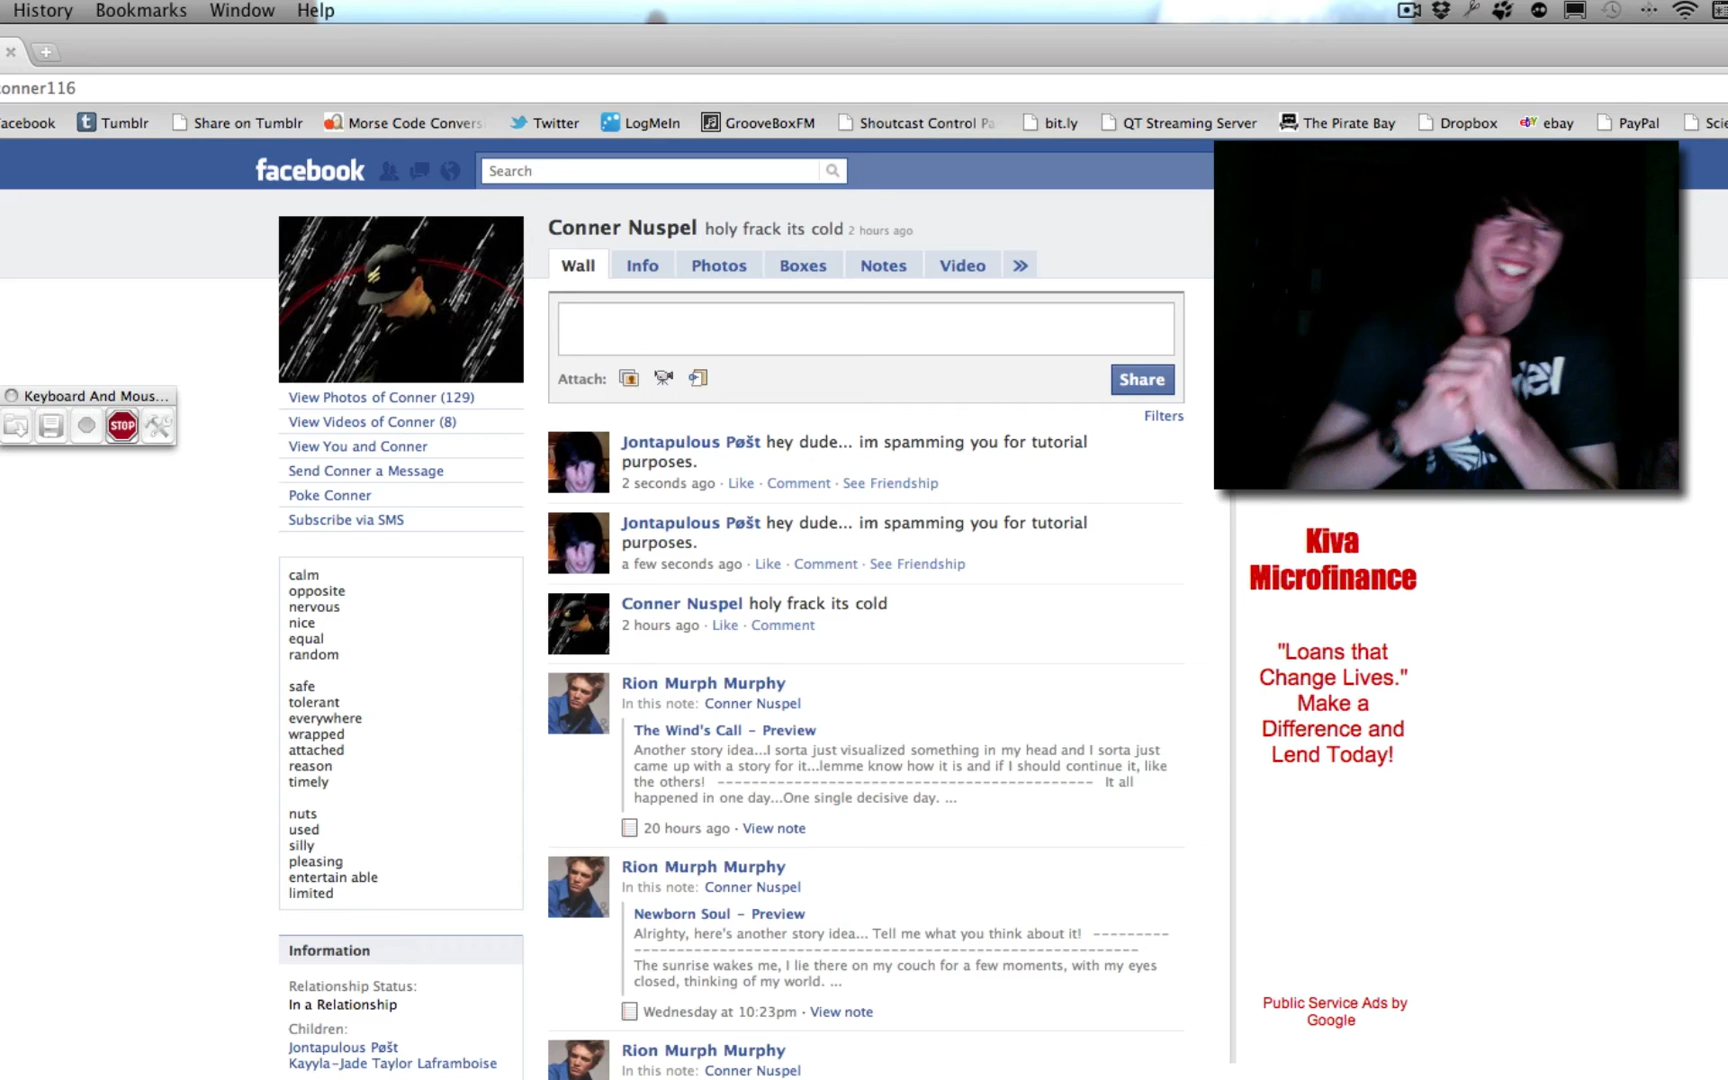 History Bookmarks Window Help
onner116
acebook Tumblr Share on Tumblr Morse Code Convers Twitter LogMeIn GrooveBoxFM Shoutcast Control Pa bit.ly QT Streaming Server The Pirate Bay Dropbox ebay PayPal Scie
facebook Search
Conner Nuspel holy frack its cold 2 hours ago
Wall Info Photos Boxes Notes Video »
Attach: Share
Filters
Keyboard And Mous...
STOP
View Photos of Conner (129)
View Videos of Conner (8)
View You and Conner
Send Conner a Message
Poke Conner
Subscribe via SMS
calm
opposite
nervous
nice
equal
random
safe
tolerant
everywhere
wrapped
attached
reason
timely
nuts
used
silly
pleasing
entertain able
limited
Information
Relationship Status:
In a Relationship
Children:
Jontapulous Pøšt
Kayyla-Jade Taylor Laframboise
Jontapulous Pøšt hey dude... im spamming you for tutorial
purposes.
2 seconds ago · Like · Comment · See Friendship
Jontapulous Pøšt hey dude... im spamming you for tutorial
purposes.
a few seconds ago · Like · Comment · See Friendship
Conner Nuspel holy frack its cold
2 hours ago · Like · Comment
Rion Murph Murphy
In this note: Conner Nuspel
The Wind's Call – Preview
Another story idea...I sorta just visualized something in my head and I sorta just
came up with a story for it...lemme know how it is and if I should continue it, like
the others! ---------------------------------------- It all
happened in one day...One single decisive day. ...
20 hours ago · View note
Rion Murph Murphy
In this note: Conner Nuspel
Newborn Soul – Preview
Alrighty, here's another story idea... Tell me what you think about it! ---------
------------------------------------------------------
The sunrise wakes me, I lie there on my couch for a few moments, with my eyes
closed, thinking of my world. ...
Wednesday at 10:23pm · View note
Rion Murph Murphy
In this note: Conner Nuspel
Kiva
Microfinance
"Loans that
Change Lives."
Make a
Difference and
Lend Today!
Public Service Ads by
Google